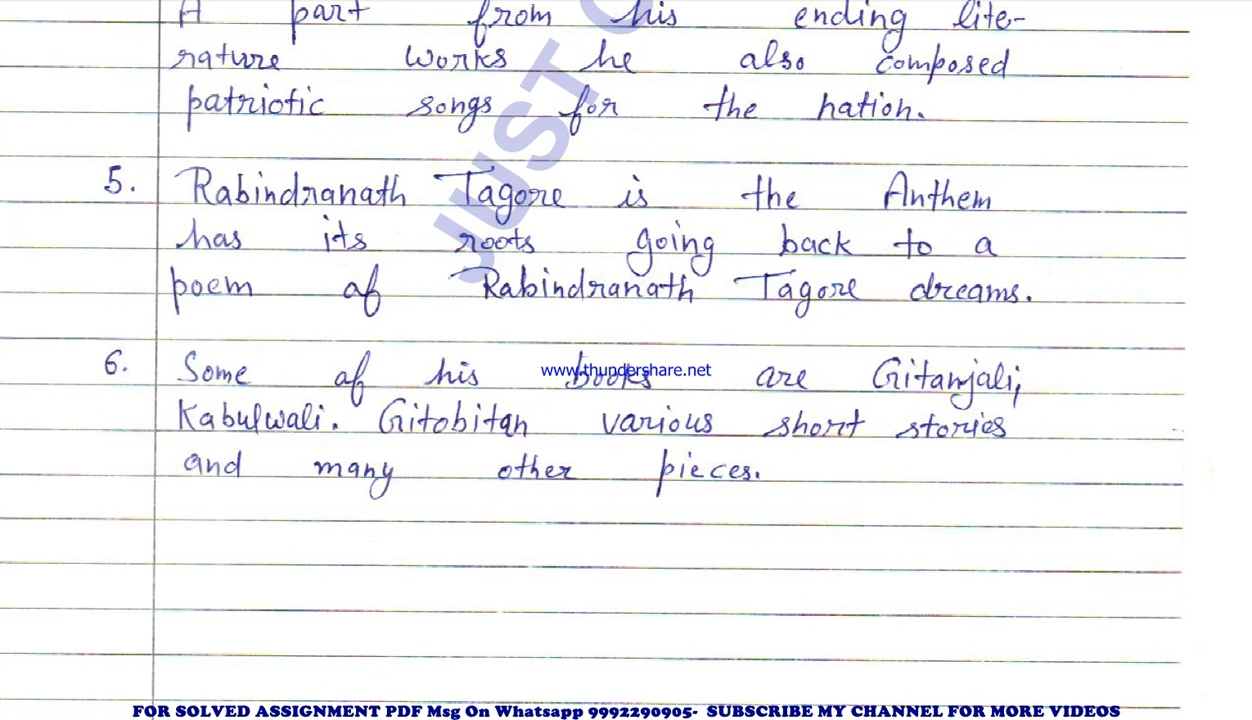 A part from his ending lite-
rature works he also composed
patriotic songs for the nation.
5. Rabindranath Tagore is the Anthem
has its roots going back to a
poem of Rabindranath Tagore dreams.
6. Some of his books are Gitanjali,
Kabulwali. Gitobitan various short stories
and many other pieces.
www.thundershare.net
JUST
FOR SOLVED ASSIGNMENT PDF Msg On Whatsapp 9992290905- SUBSCRIBE MY CHANNEL FOR MORE VIDEOS